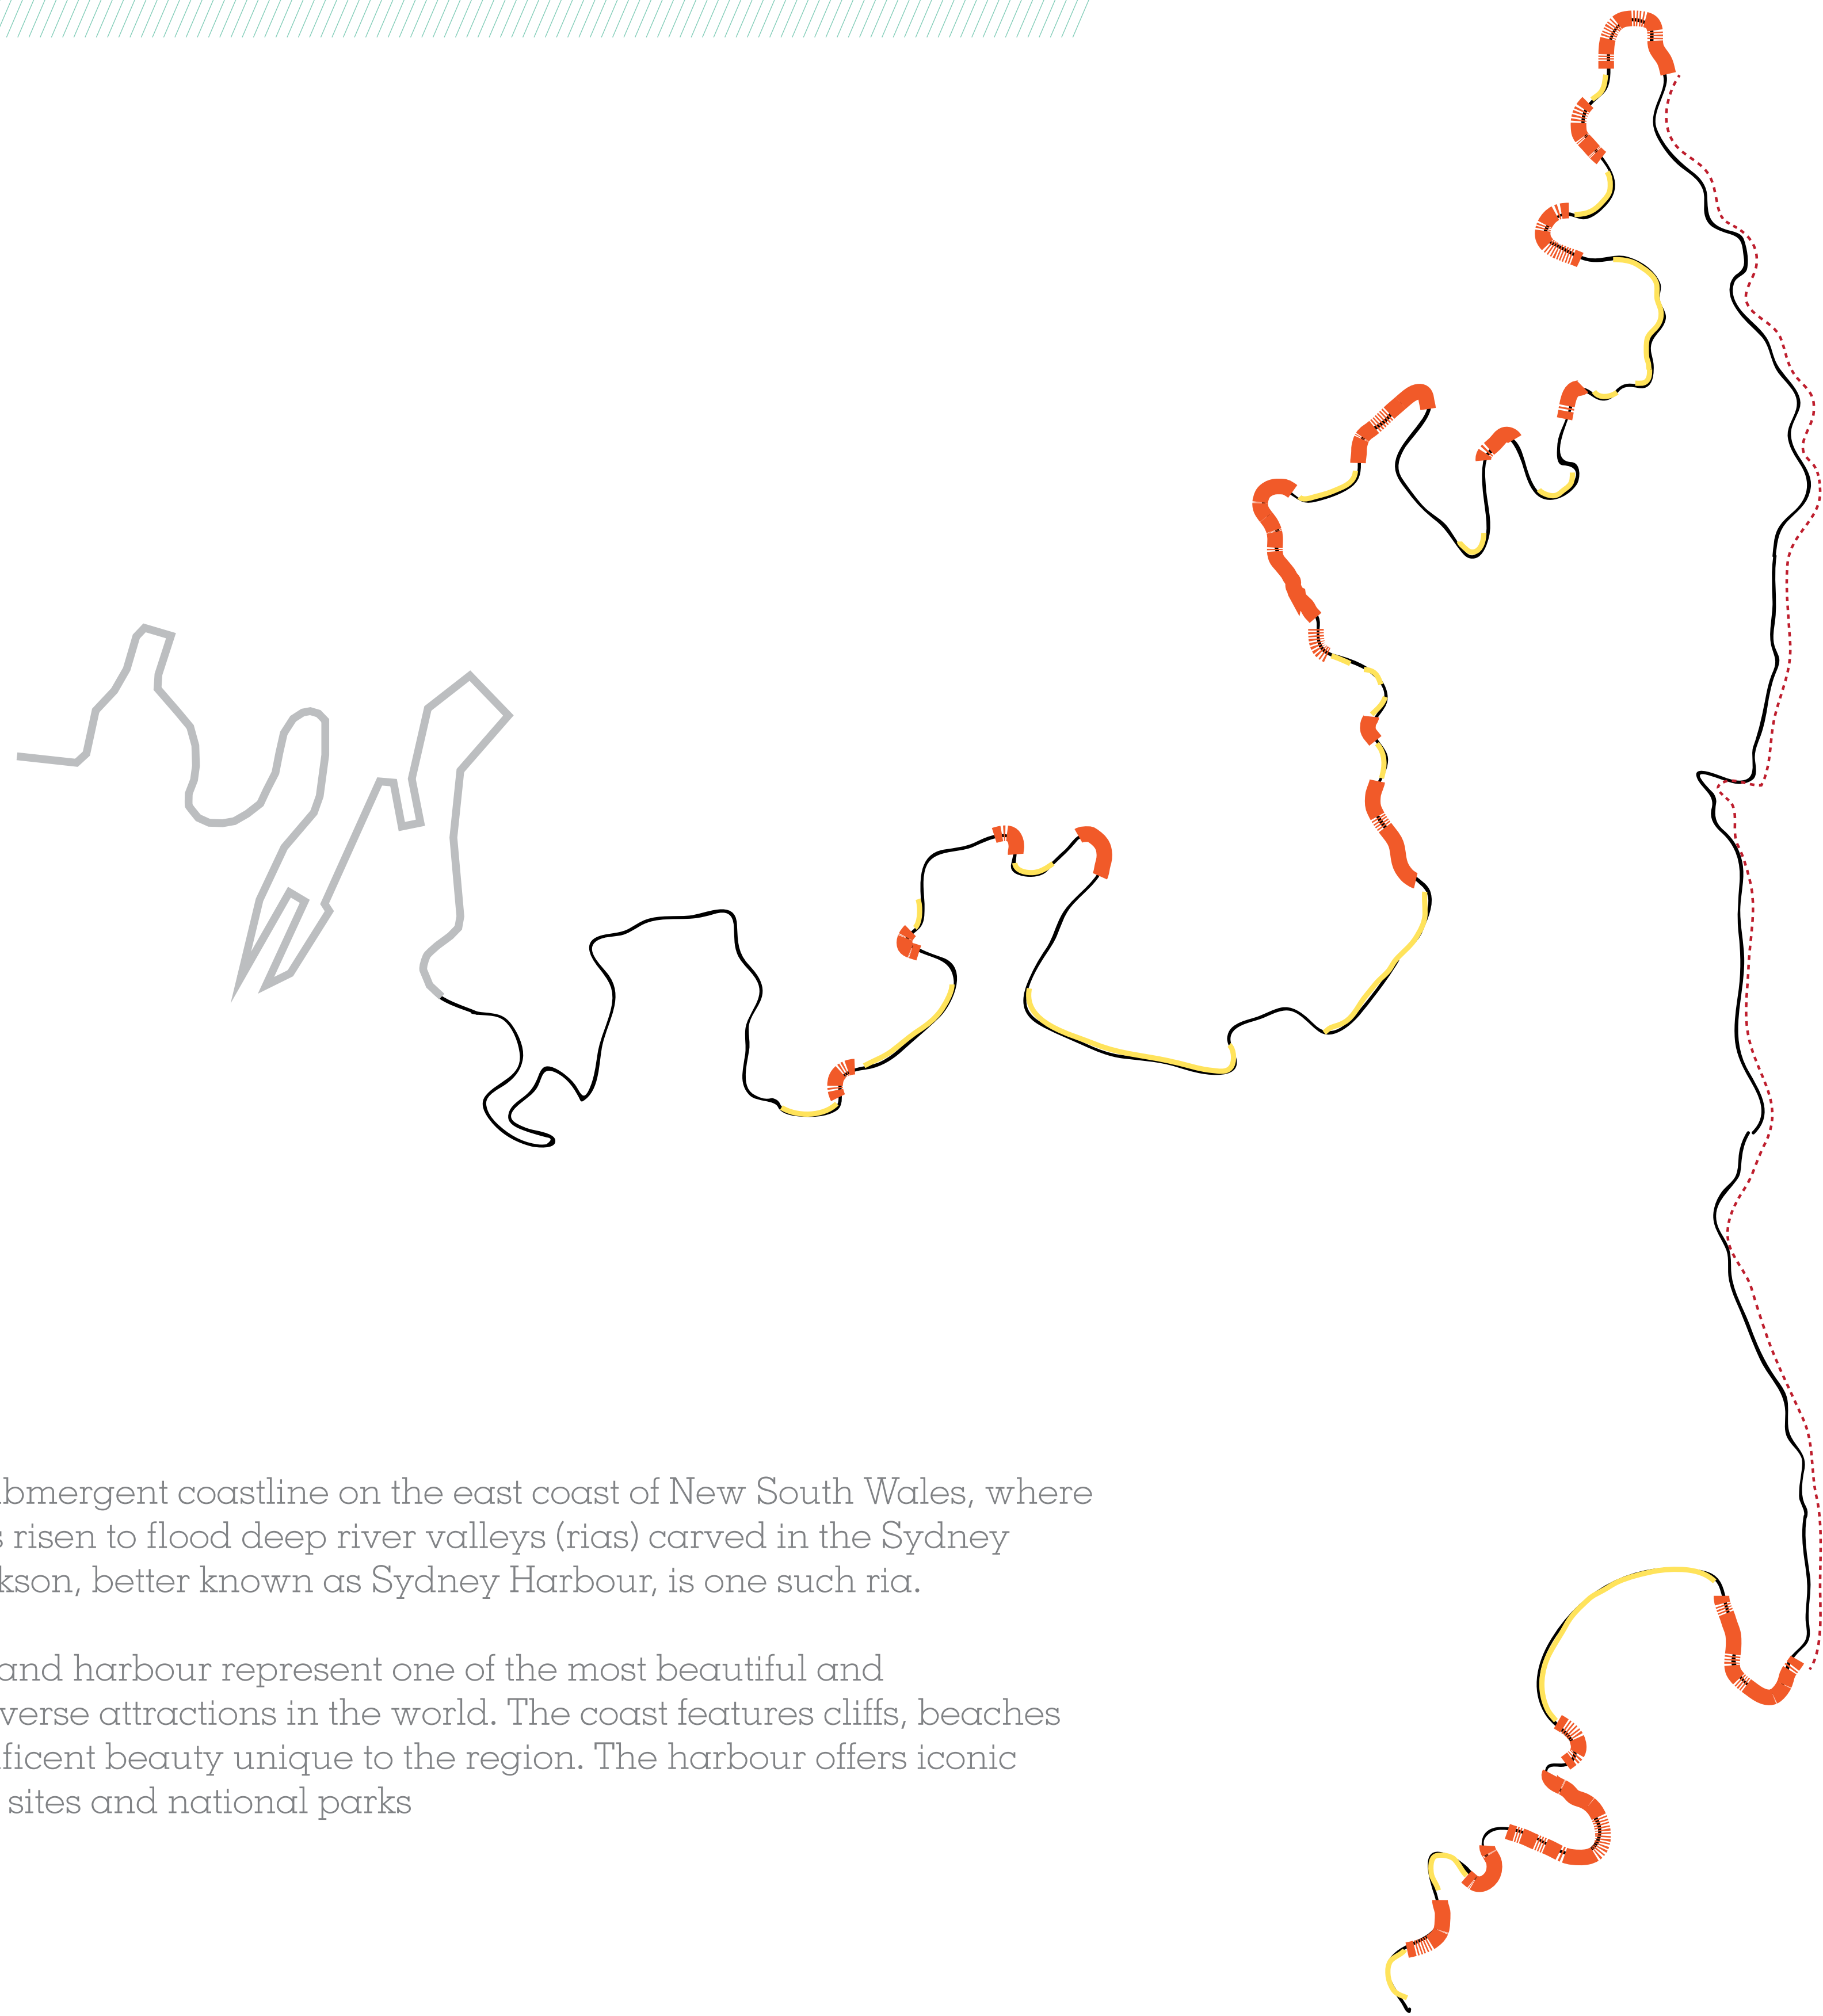 bmergent coastline on the east coast of New South Wales, where
s risen to flood deep river valleys (rias) carved in the Sydney
kson, better known as Sydney Harbour, is one such ria.
and harbour represent one of the most beautiful and
verse attractions in the world. The coast features cliffs, beaches
ficent beauty unique to the region. The harbour offers iconic
sites and national parks